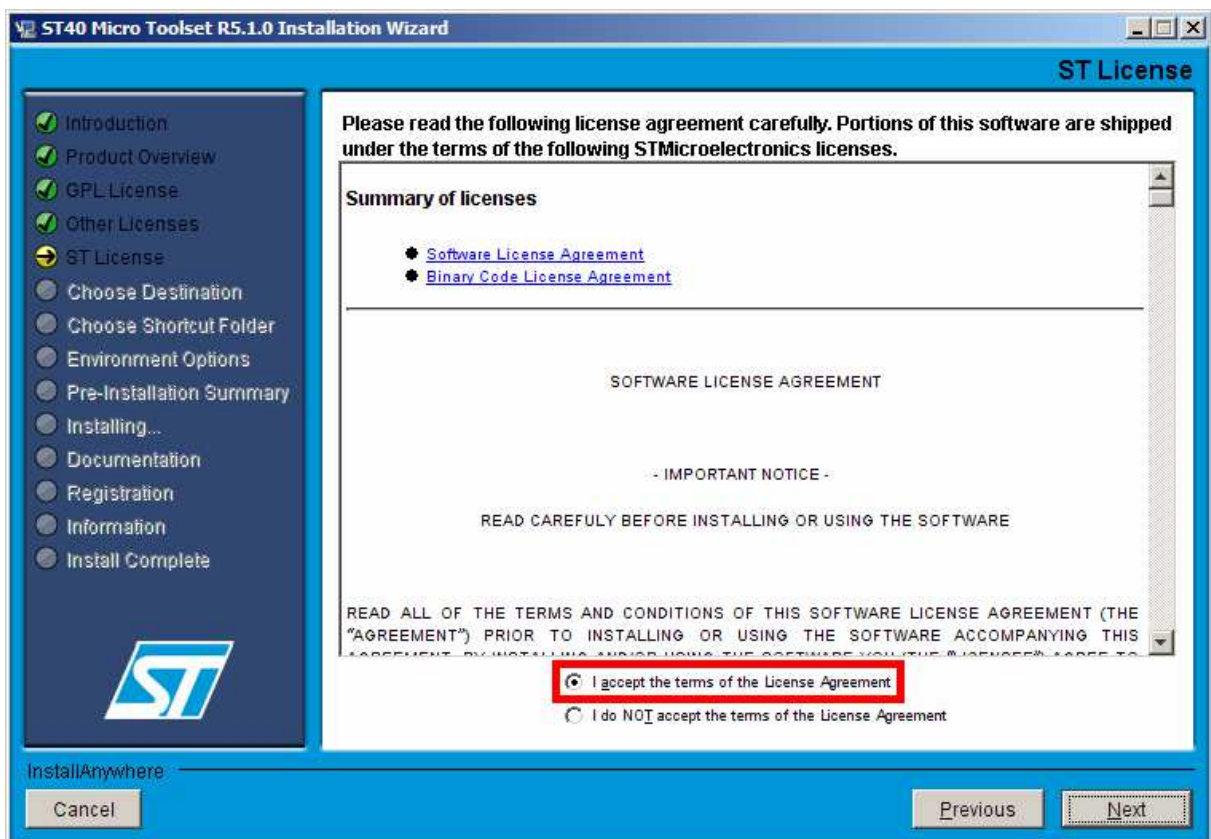 ST40 Micro Toolset R5.1.0 Installation Wizard
ST License
Introduction
Product Overview
GPL License
Other Licenses
ST License
Choose Destination
Choose Shortcut Folder
Environment Options
Pre-Installation Summary
Installing...
Documentation
Registration
Information
Install Complete
ST
Please read the following license agreement carefully. Portions of this software are shipped
under the terms of the following STMicroelectronics licenses.
Summary of licenses
Software License Agreement
Binary Code License Agreement
SOFTWARE LICENSE AGREEMENT
- IMPORTANT NOTICE -
READ CAREFULY BEFORE INSTALLING OR USING THE SOFTWARE
READ ALL OF THE TERMS AND CONDITIONS OF THIS SOFTWARE LICENSE AGREEMENT (THE
"AGREEMENT") PRIOR TO INSTALLING OR USING THE SOFTWARE ACCOMPANYING THIS
I accept the terms of the License Agreement
I do NOT accept the terms of the License Agreement
InstallAnywhere
Cancel
Previous
Next